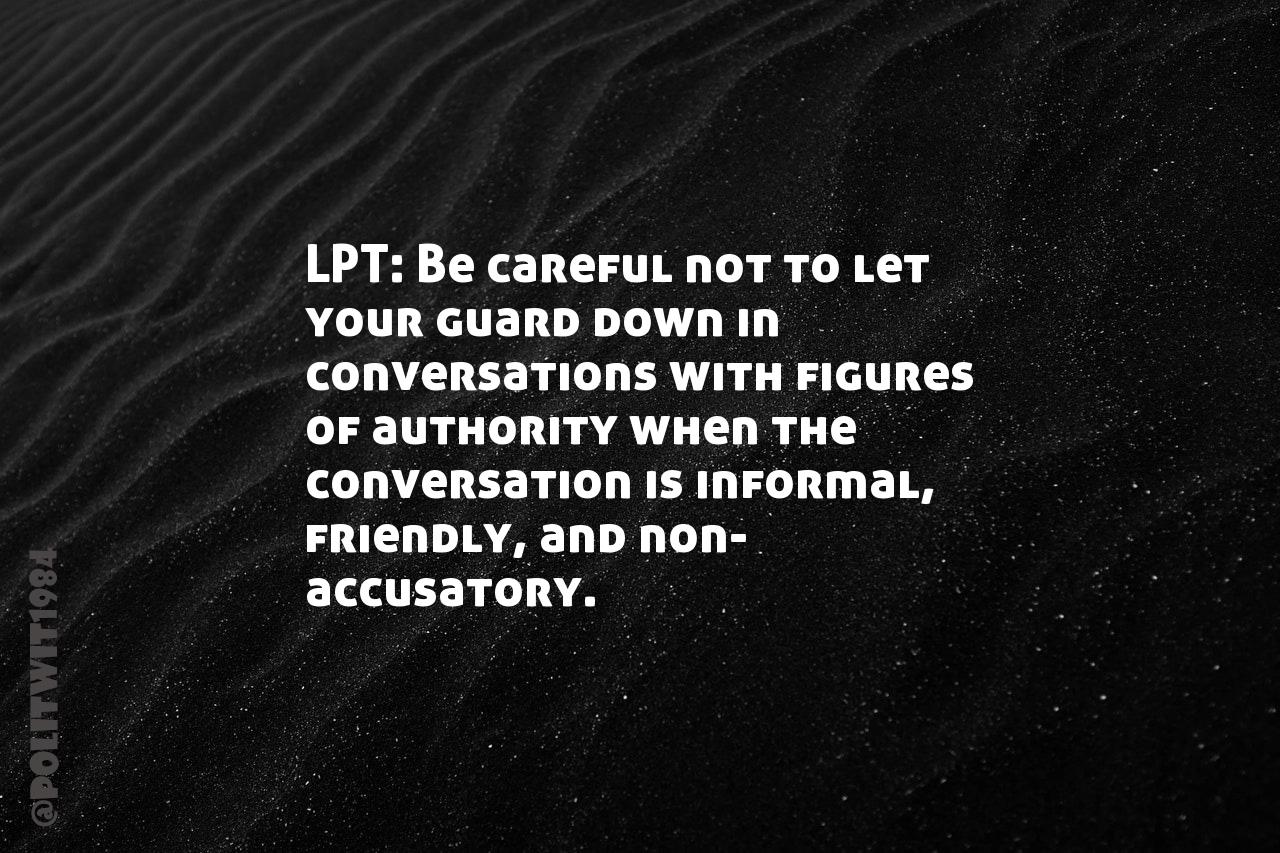 LPT: Be careful not to let
your guard down in
conversations with figures
of authority when the
conversation is informal,
friendly, and non-
accusatory.
@POLITWIT1984